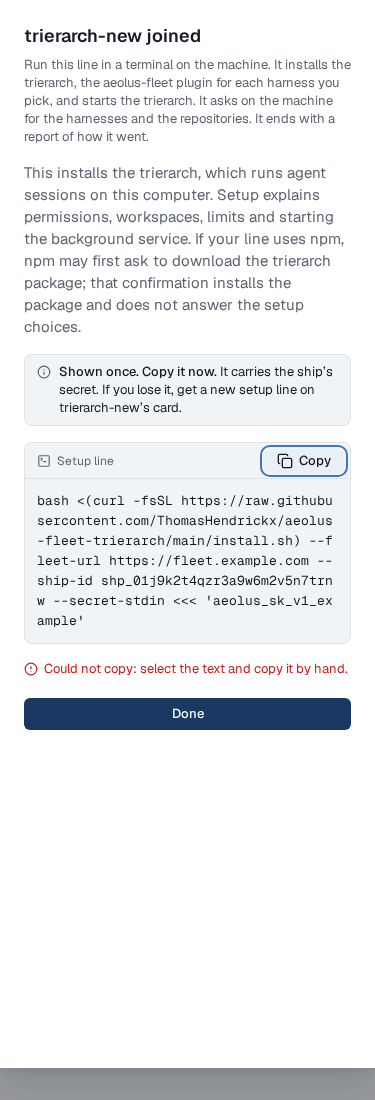 trierarch-new joined
Run this line in a terminal on the machine. It installs the
trierarch, the aeolus-fleet plugin for each harness you
pick, and starts the trierarch. It asks on the machine
for the harnesses and the repositories. It ends with a
report of how it went.
This installs the trierarch, which runs agent
sessions on this computer. Setup explains
permissions, workspaces, limits and starting
the background service. If your line uses npm,
npm may first ask to download the trierarch
package; that confirmation installs the
package and does not answer the setup
choices.
Shown once. Copy it now. It carries the ship’s
secret. If you lose it, get a new setup line on
trierarch-new’s card.
Setup line
Copy
bash <(curl -fsSL https://raw.githubu
sercontent.com/ThomasHendrickx/aeolus
-fleet-trierarch/main/install.sh) --f
leet-url https://fleet.example.com --
ship-id shp_01j9k2t4qzr3a9w6m2v5n7trn
w --secret-stdin <<< 'aeolus_sk_v1_ex
ample'
Could not copy: select the text and copy it by hand.
Done